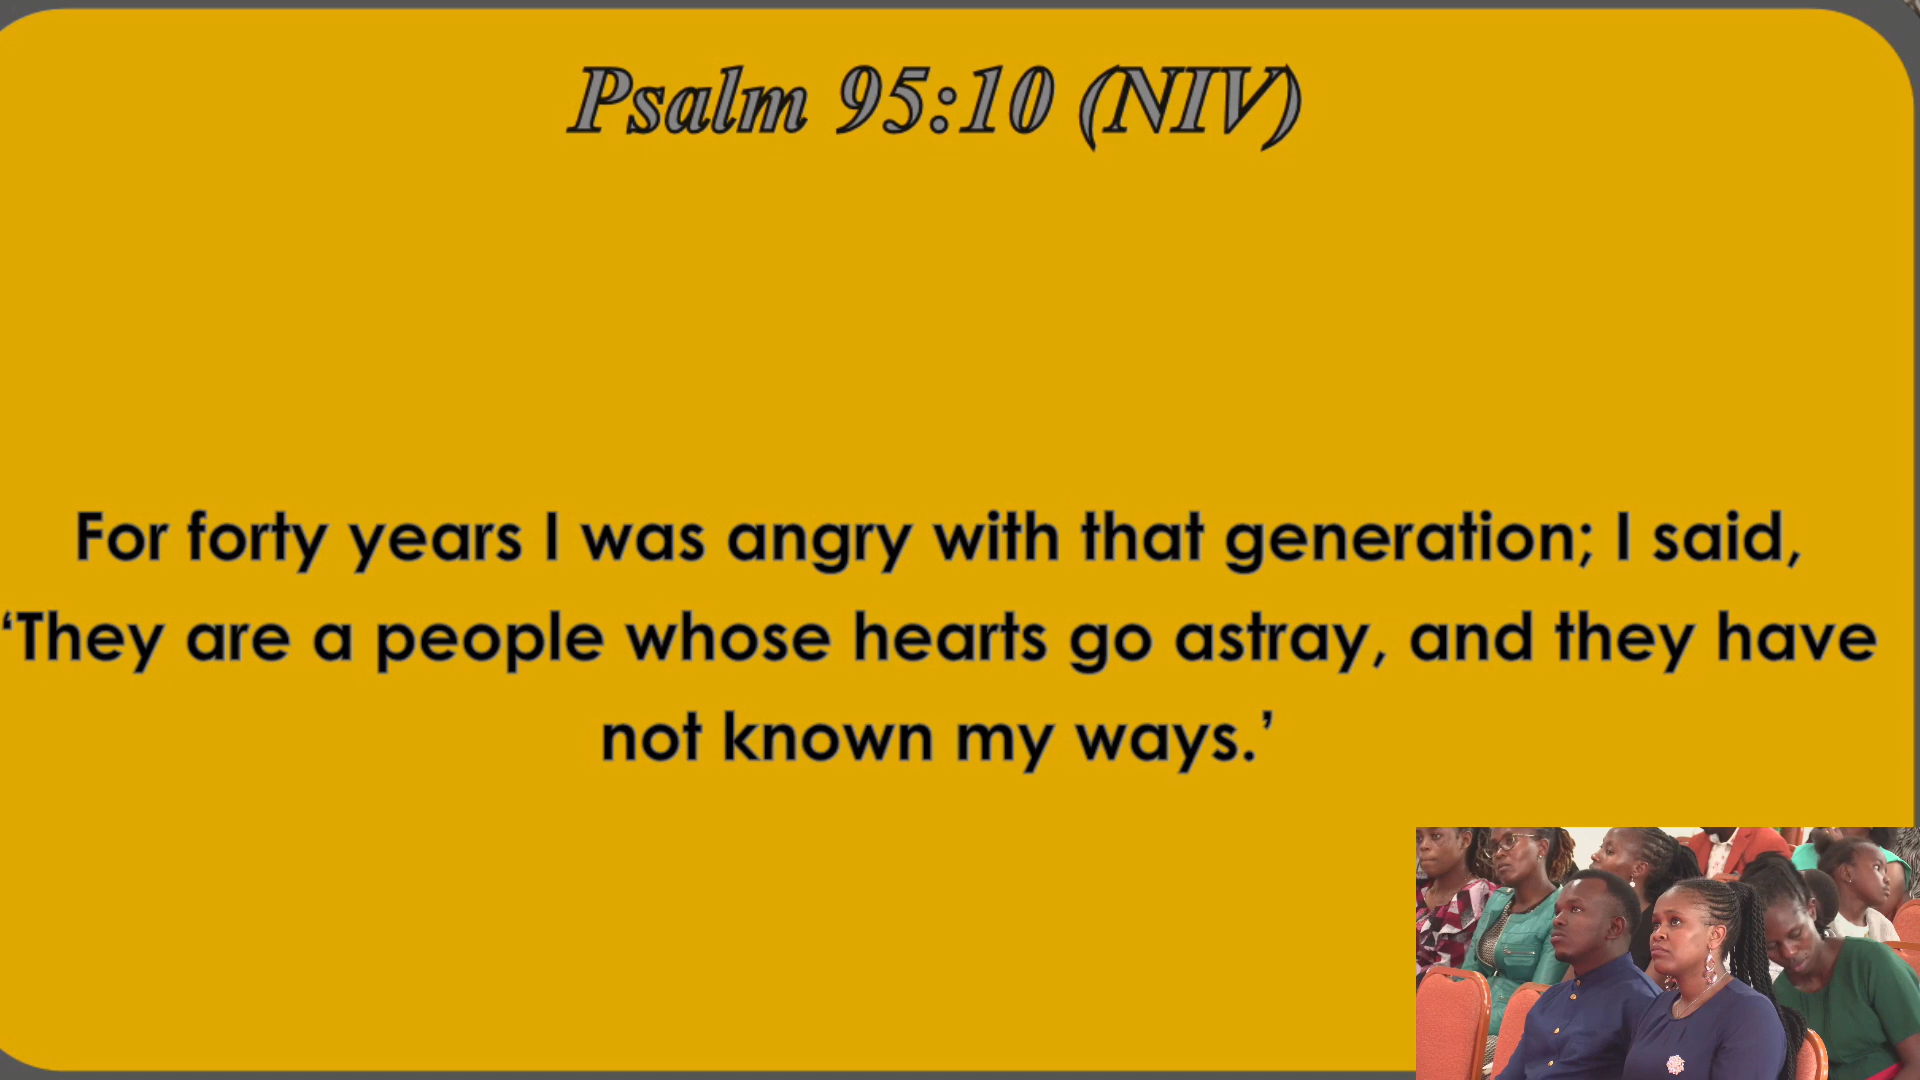 Psalm 95:10 (NIV)
For forty years I was angry with that generation; I said,
‘They are a people whose hearts go astray, and they have
not known my ways.’